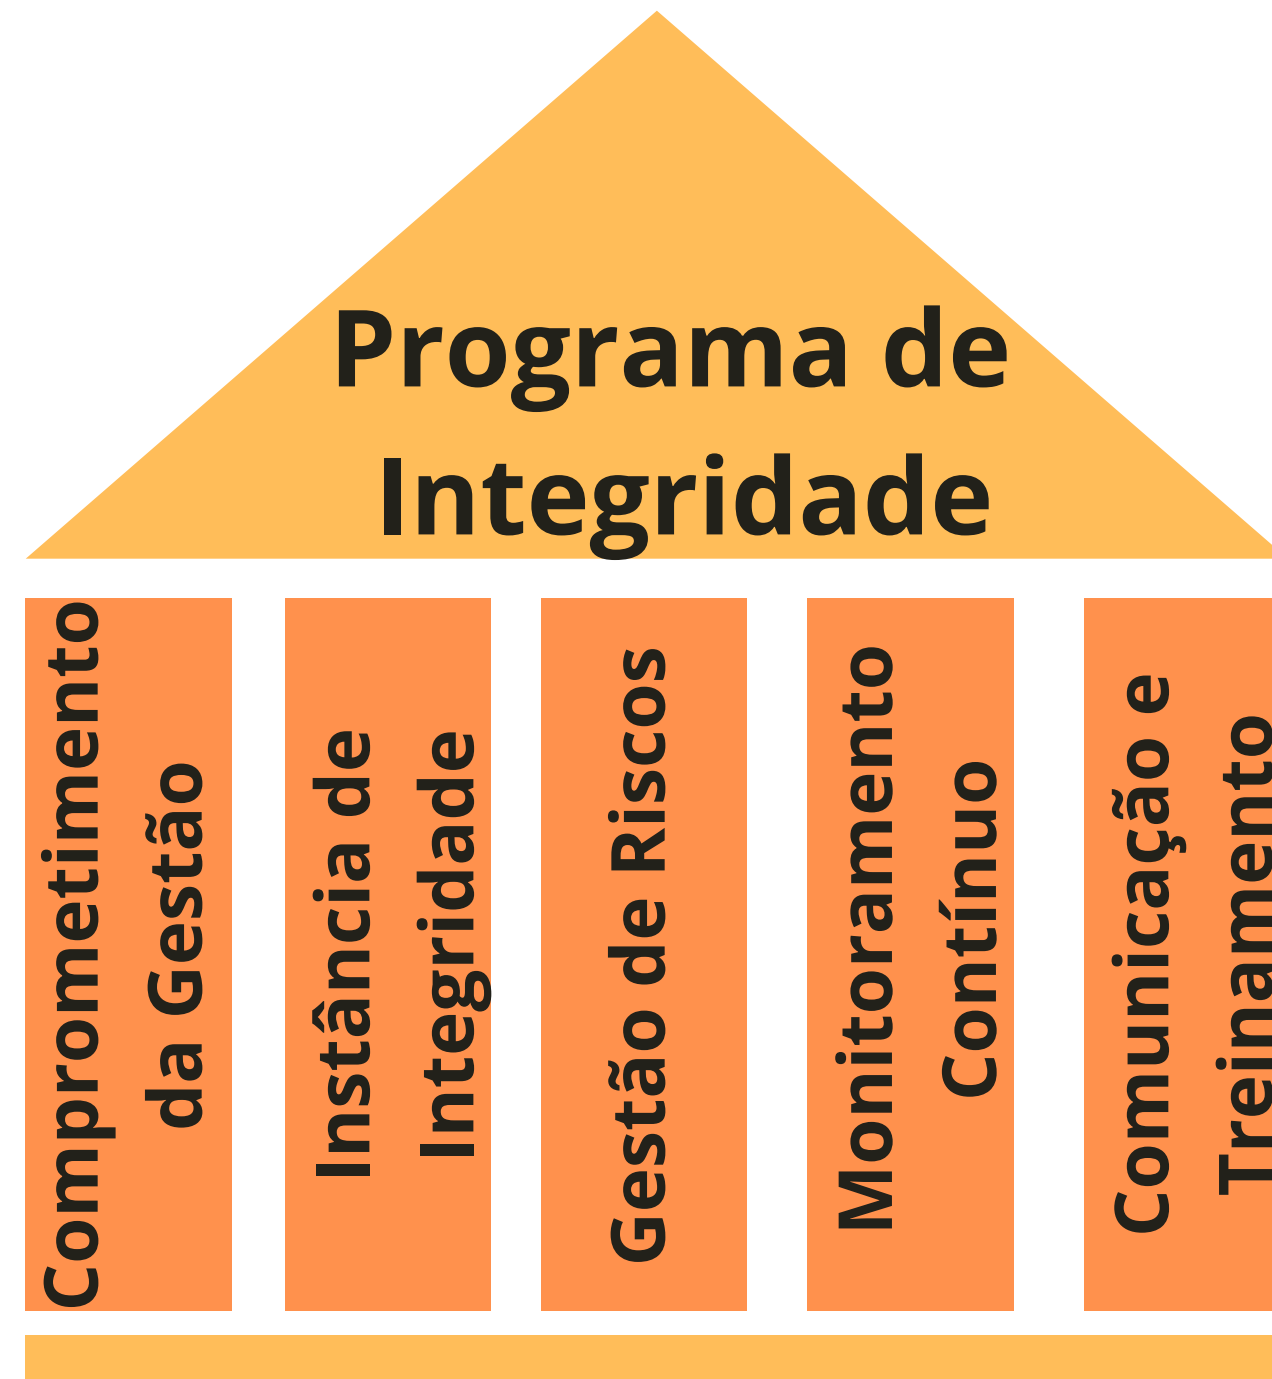 Programa de
Integridade
Comprometimento
da Gestão
Instância de
Integridade
Gestão de Riscos
Monitoramento
Contínuo
Comunicação e
Treinamento